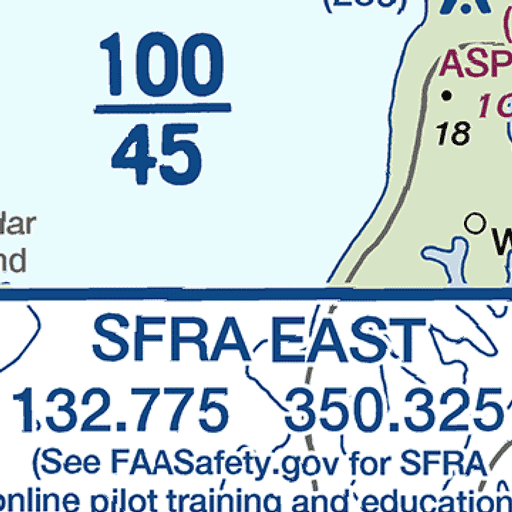 100
45
ASP
18
nd
SFRA EAST
132.775 350.325
(See FAASafety.gov for SFRA
online pilot training and education